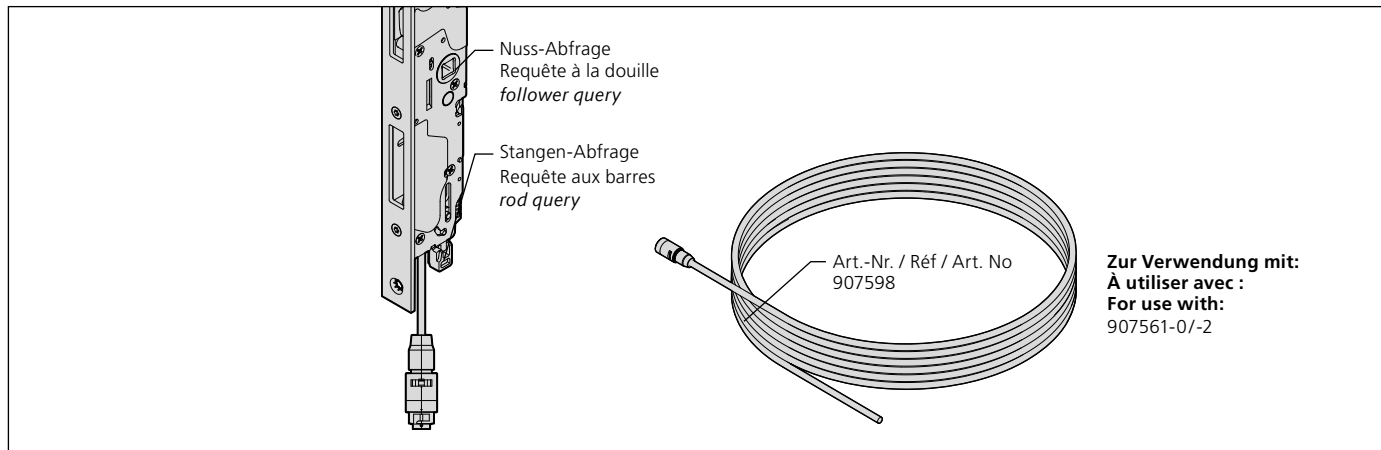 Nuss-Abfrage
Requête à la douille
follower query
Stangen-Abfrage
Requête aux barres
rod query
Art.-Nr. / Réf / Art. No
907598
Zur Verwendung mit:
À utiliser avec :
For use with:
907561-0/-2